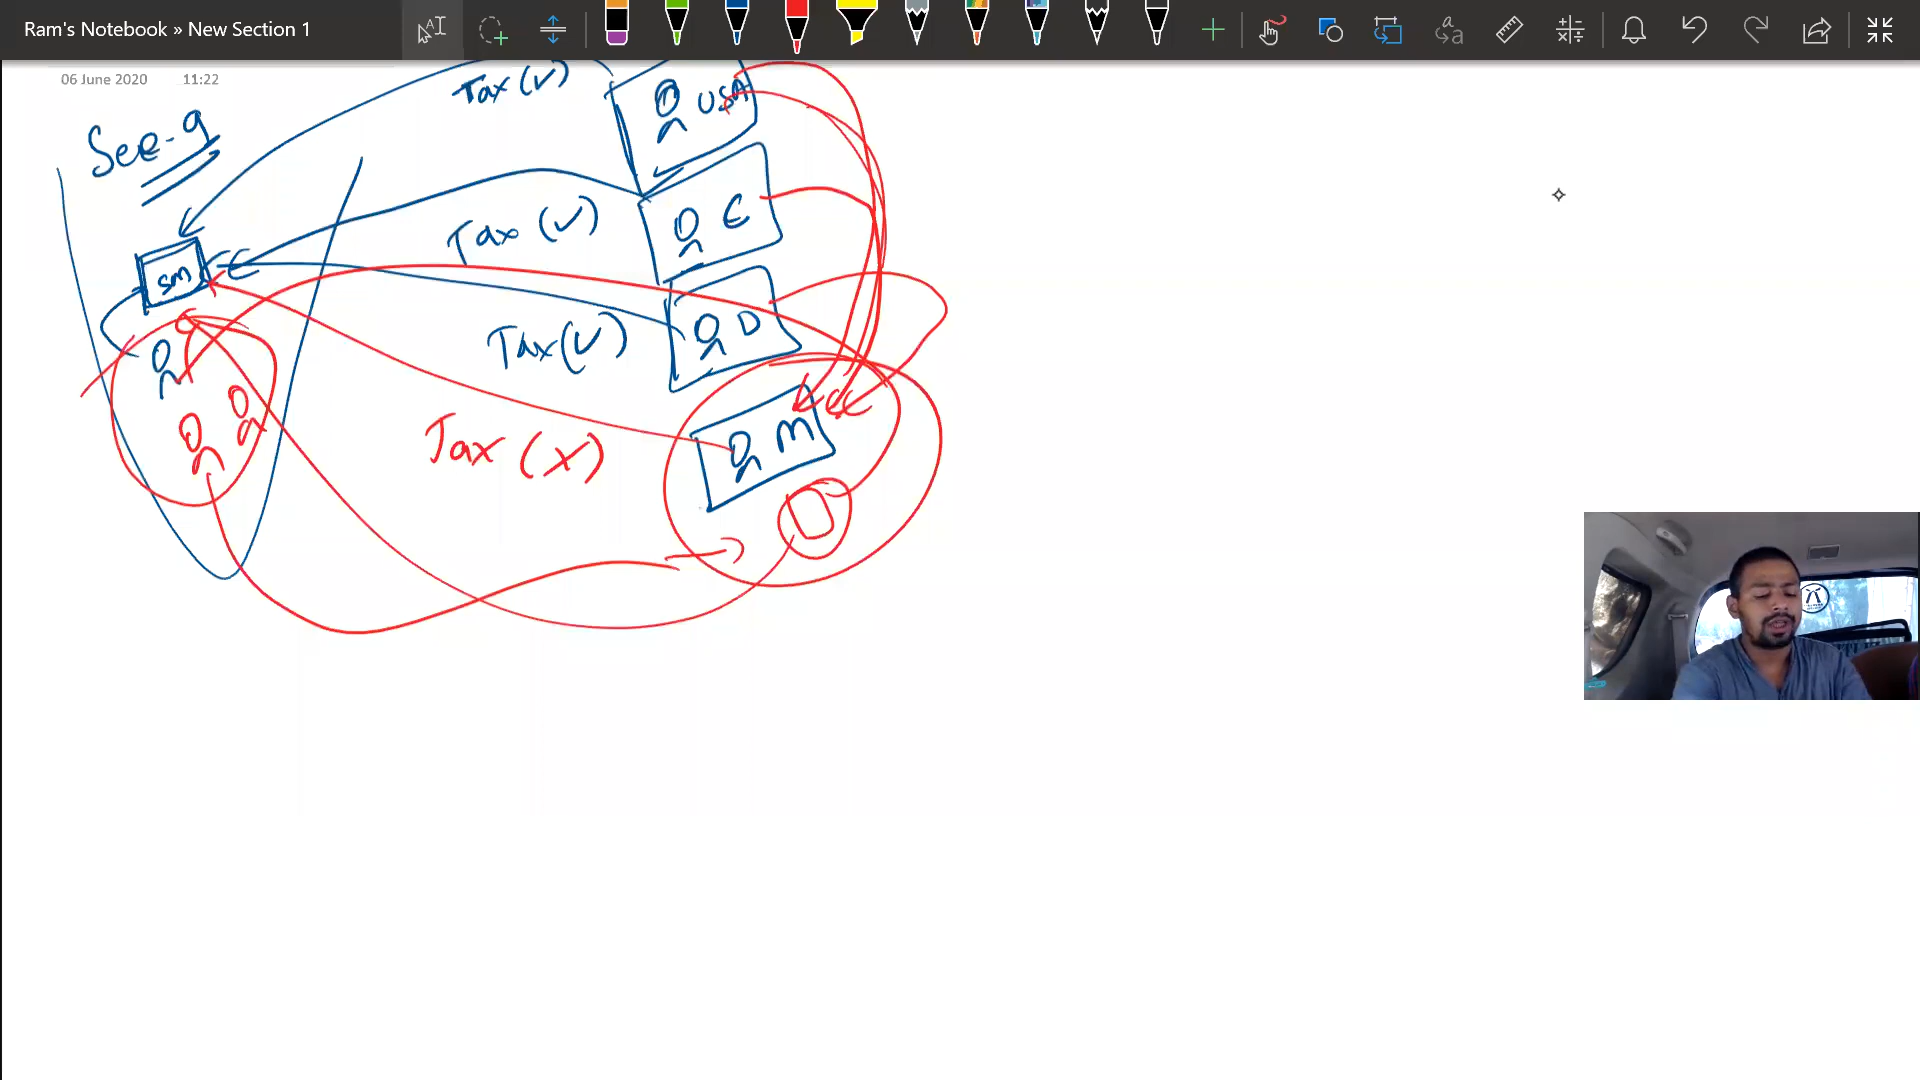 Ram's Notebook » New Section 1
06 June 2020 11:22
Tax (✓)
USA
See-9
Tax (✓)
C
sm
Tax (✓)
D
Tax (X)
M